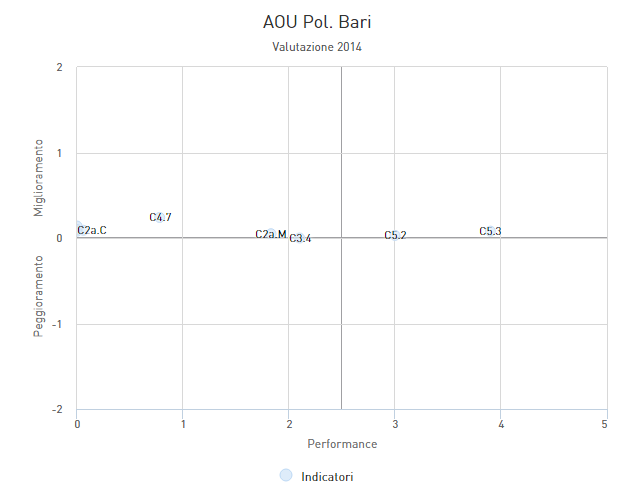 AOU Pol. Bari
Valutazione 2014
Miglioramento
Peggioramento
2
1
0
-1
-2
C2a.C
C4.7
C2a.M
C3.4
C5.2
C5.3
0 1 2 3 4 5
Performance
Indicatori